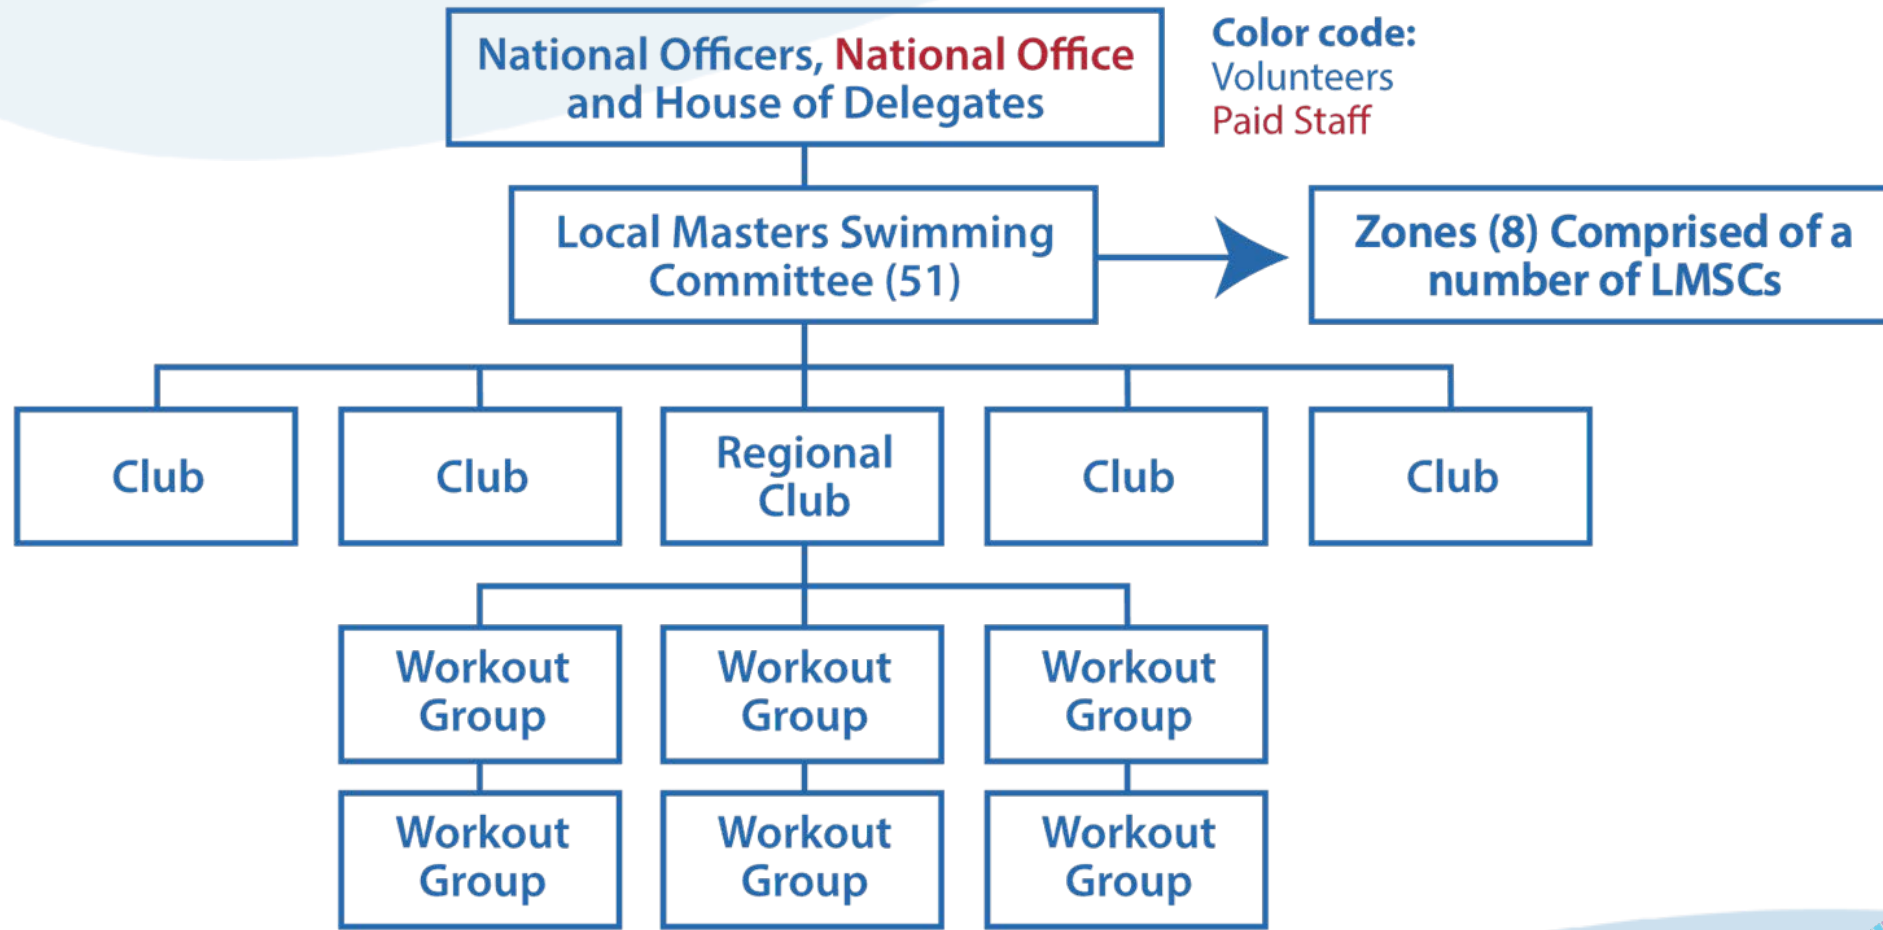 National Officers, National Office
and House of Delegates
Color code:
Volunteers
Paid Staff
Local Masters Swimming
Committee (51)
Zones (8) Comprised of a
number of LMSCs
Club
Club
Regional
Club
Club
Club
Workout
Group
Workout
Group
Workout
Group
Workout
Group
Workout
Group
Workout
Group